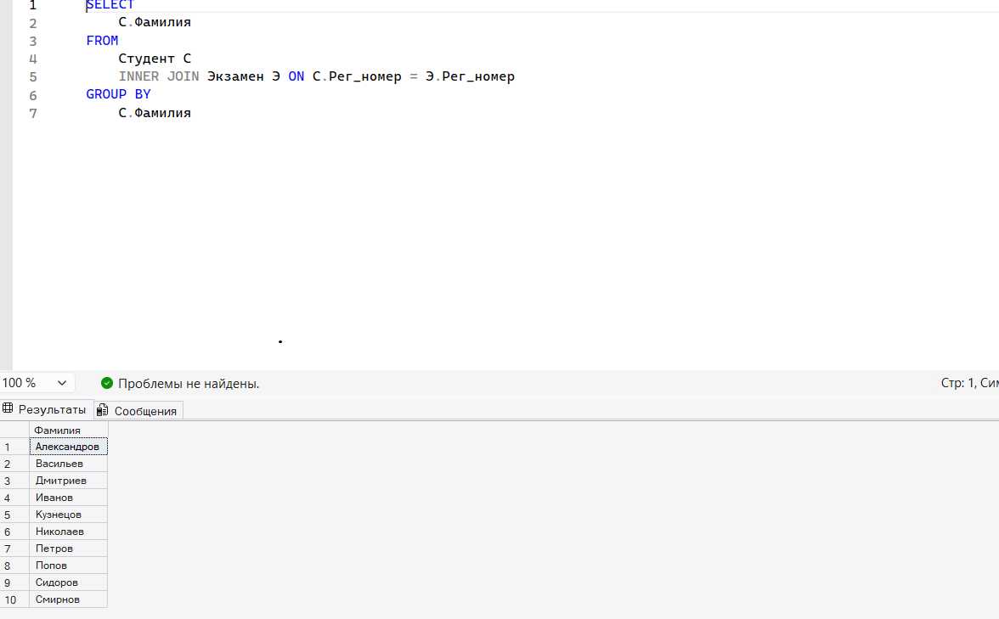 1 SELECT
2 С.Фамилия
3 FROM
4 Студент С
5 INNER JOIN Экзамен Э ON С.Рег_номер = Э.Рег_номер
6 GROUP BY
7 С.Фамилия
100 % Проблемы не найдены. Стр: 1, Сим
Результаты Сообщения
Фамилия
1 Александров
2 Васильев
3 Дмитриев
4 Иванов
5 Кузнецов
6 Николаев
7 Петров
8 Попов
9 Сидоров
10 Смирнов